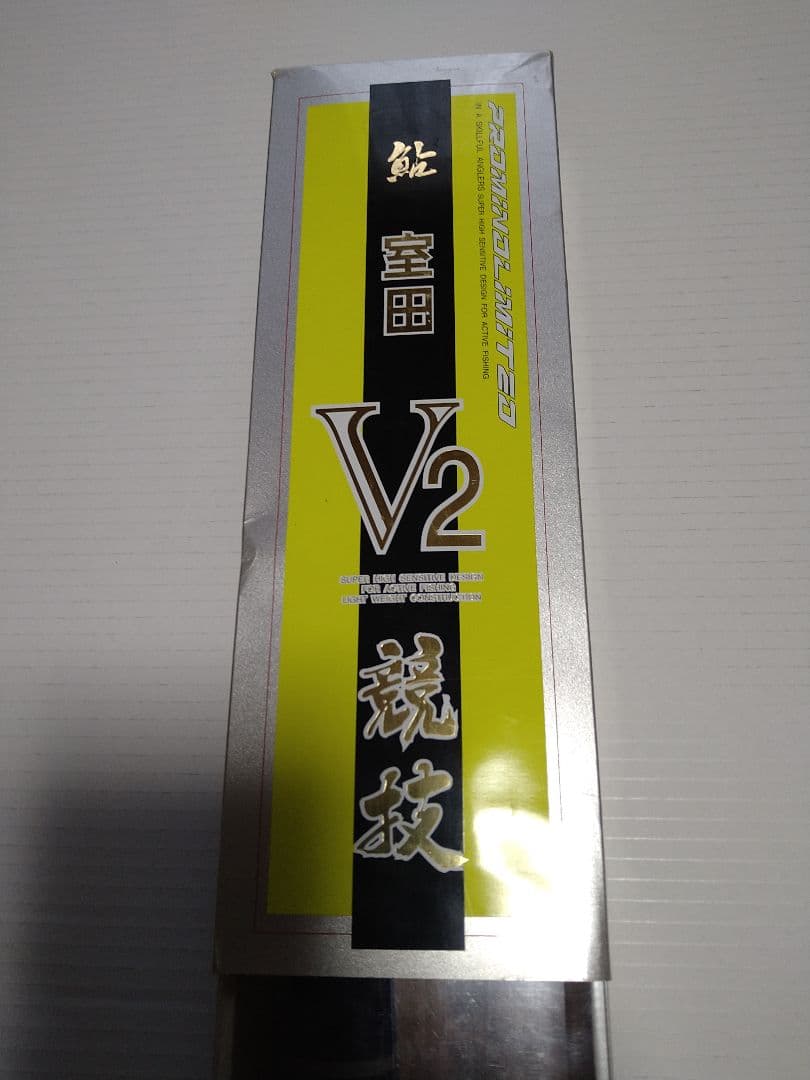 PROMINOLIMITED
IN A SKILLFUL ANGLERS SUPER HIGH SENSITIVE DESIGN FOR ACTIVE FISHING
鮎
室田
V2
SUPER HIGH SENSITIVE DESIGN
FOR ACTIVE FISHING
LIGHT WEIGHT CONSTRUCTION
競技